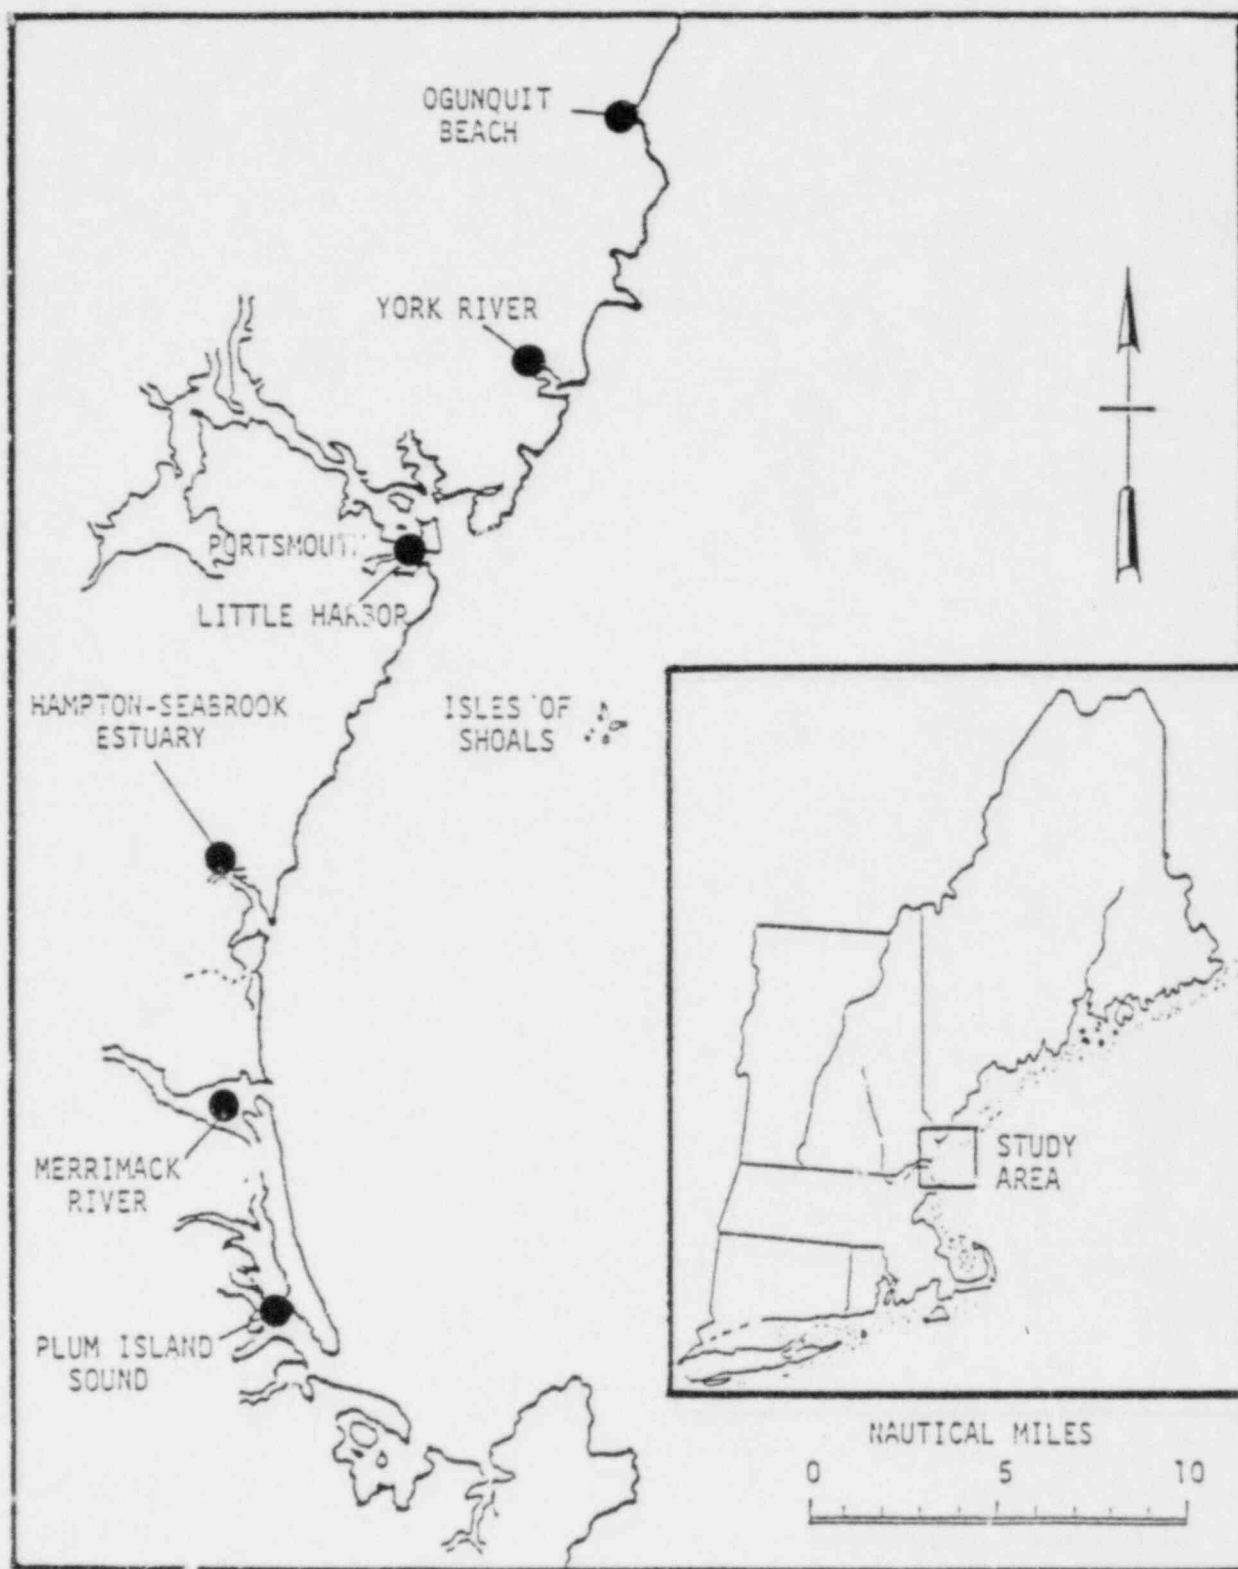 OGUNQUIT
BEACH
YORK RIVER
PORTSMOUTH
LITTLE HARBOR
HAMPTON-SEABROOK
ESTUARY
ISLES OF
SHOALS
MERRIMACK
RIVER
STUDY
AREA
PLUM ISLAND
SOUND
NAUTICAL MILES
0 5 10